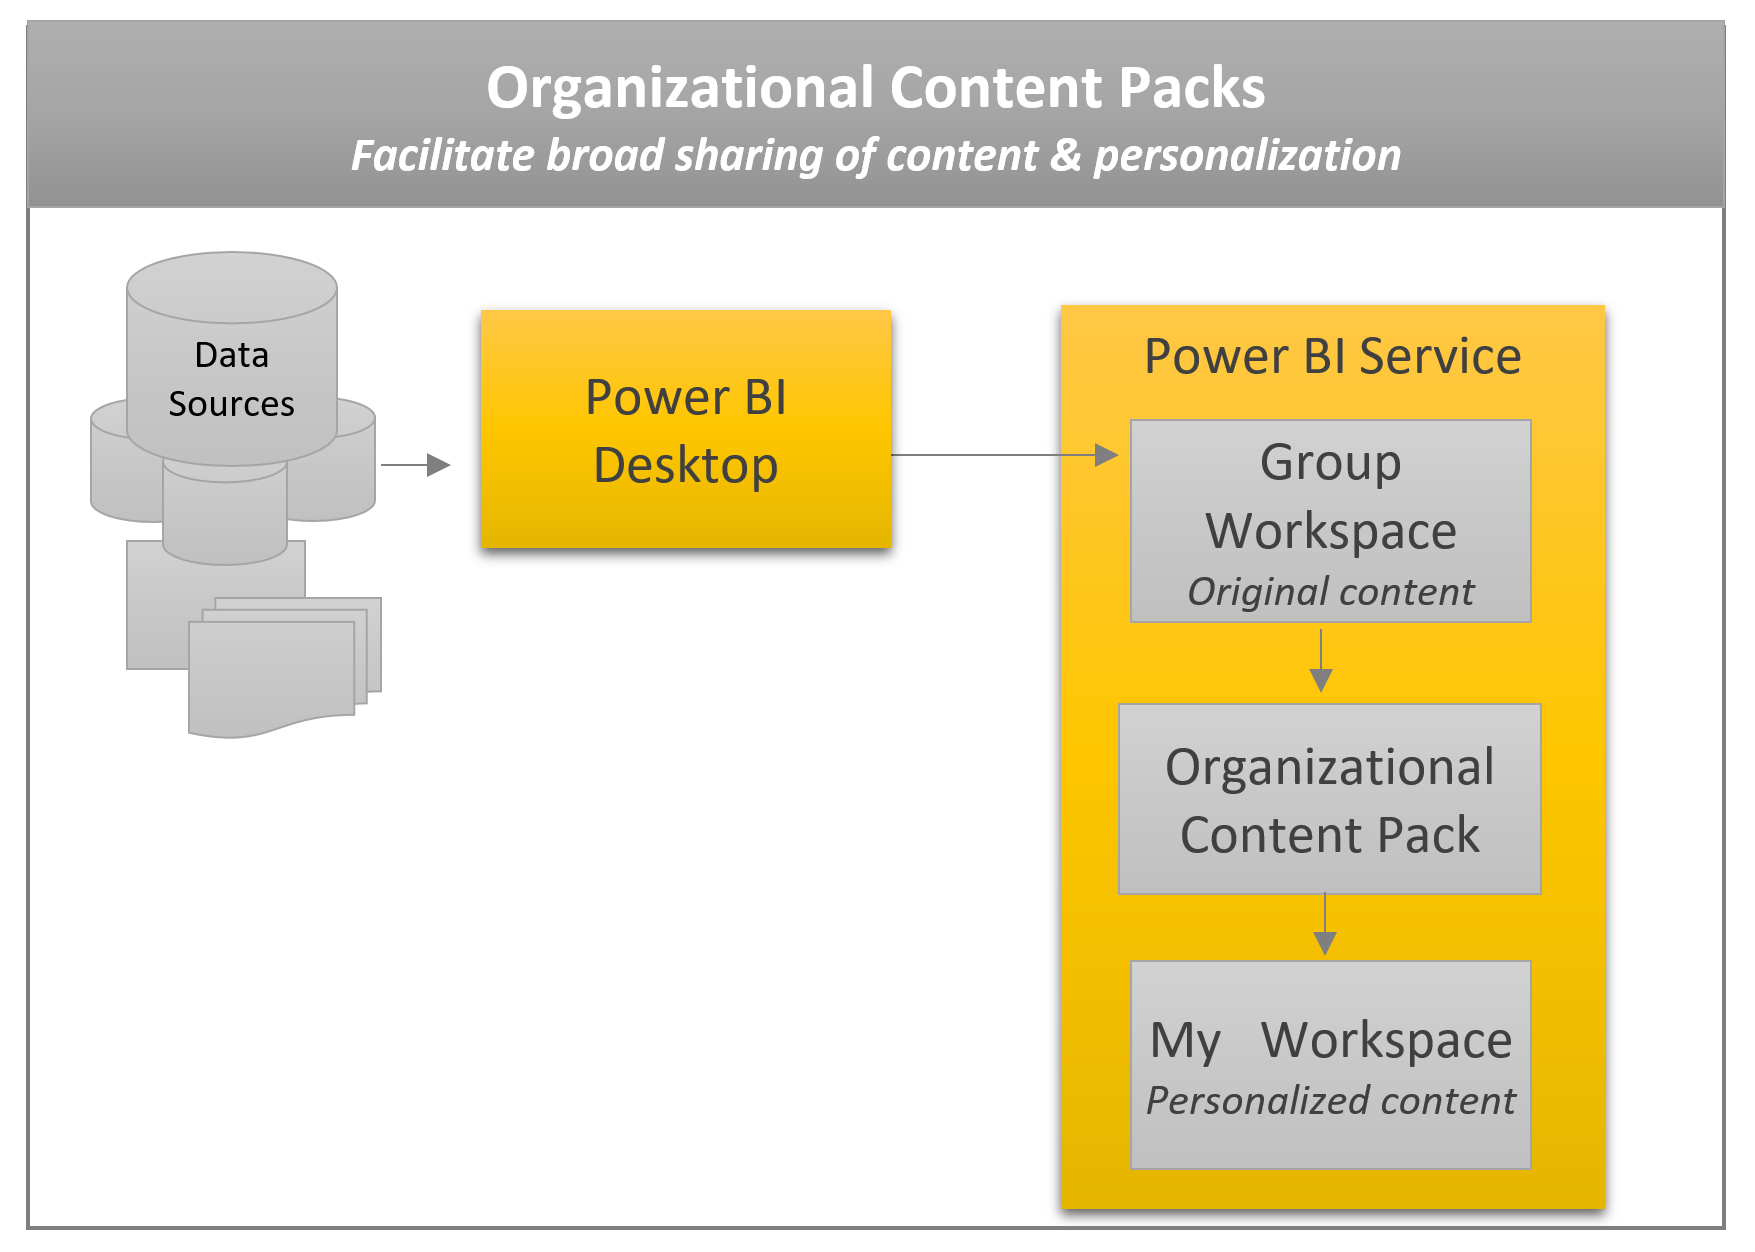 Organizational Content Packs
Facilitate broad sharing of content & personalization
Data
Sources
Power BI
Desktop
Power BI Service
Group
Workspace
Original content
Organizational
Content Pack
My Workspace
Personalized content